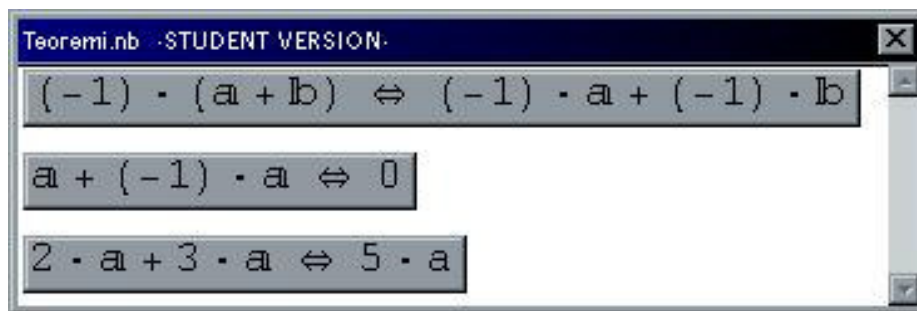 Teoremi.nb -STUDENT VERSION-
(-1) · (𝕒 + 𝕓) ⇔ (-1) · 𝕒 + (-1) · 𝕓
𝕒 + (-1) · 𝕒 ⇔ 0
2 · 𝕒 + 3 · 𝕒 ⇔ 5 · a